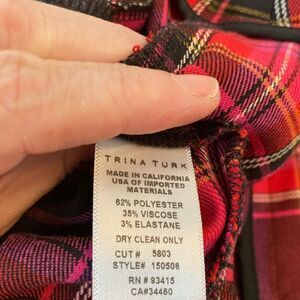 TRINA TURK
MADE IN CALIFORNIA
USA OF IMPORTED
MATERIALS
62% POLYESTER
35% VISCOSE
3% ELASTANE
DRY CLEAN ONLY
CUT# 5803
STYLE# 150506
RN # 93415
CA#34460